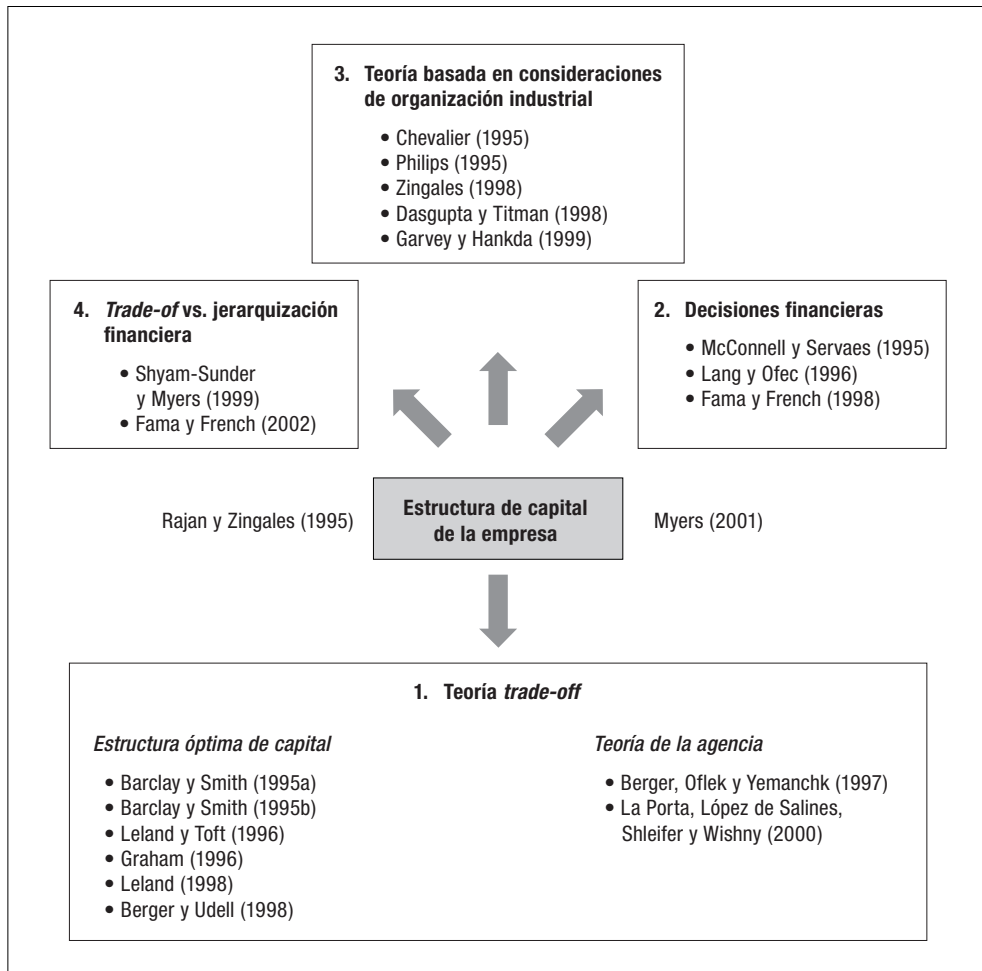 3. Teoría basada en consideraciones
de organización industrial
• Chevalier (1995)
• Philips (1995)
• Zingales (1998)
• Dasgupta y Titman (1998)
• Garvey y Hankda (1999)
4. Trade-of vs. jerarquización
financiera
• Shyam-Sunder
y Myers (1999)
• Fama y French (2002)
2. Decisiones financieras
• McConnell y Servaes (1995)
• Lang y Ofec (1996)
• Fama y French (1998)
Rajan y Zingales (1995)
Estructura de capital
de la empresa
Myers (2001)
1. Teoría trade-off
Estructura óptima de capital
• Barclay y Smith (1995a)
• Barclay y Smith (1995b)
• Leland y Toft (1996)
• Graham (1996)
• Leland (1998)
• Berger y Udell (1998)
Teoría de la agencia
• Berger, Oflek y Yemanchk (1997)
• La Porta, López de Salines,
Shleifer y Wishny (2000)